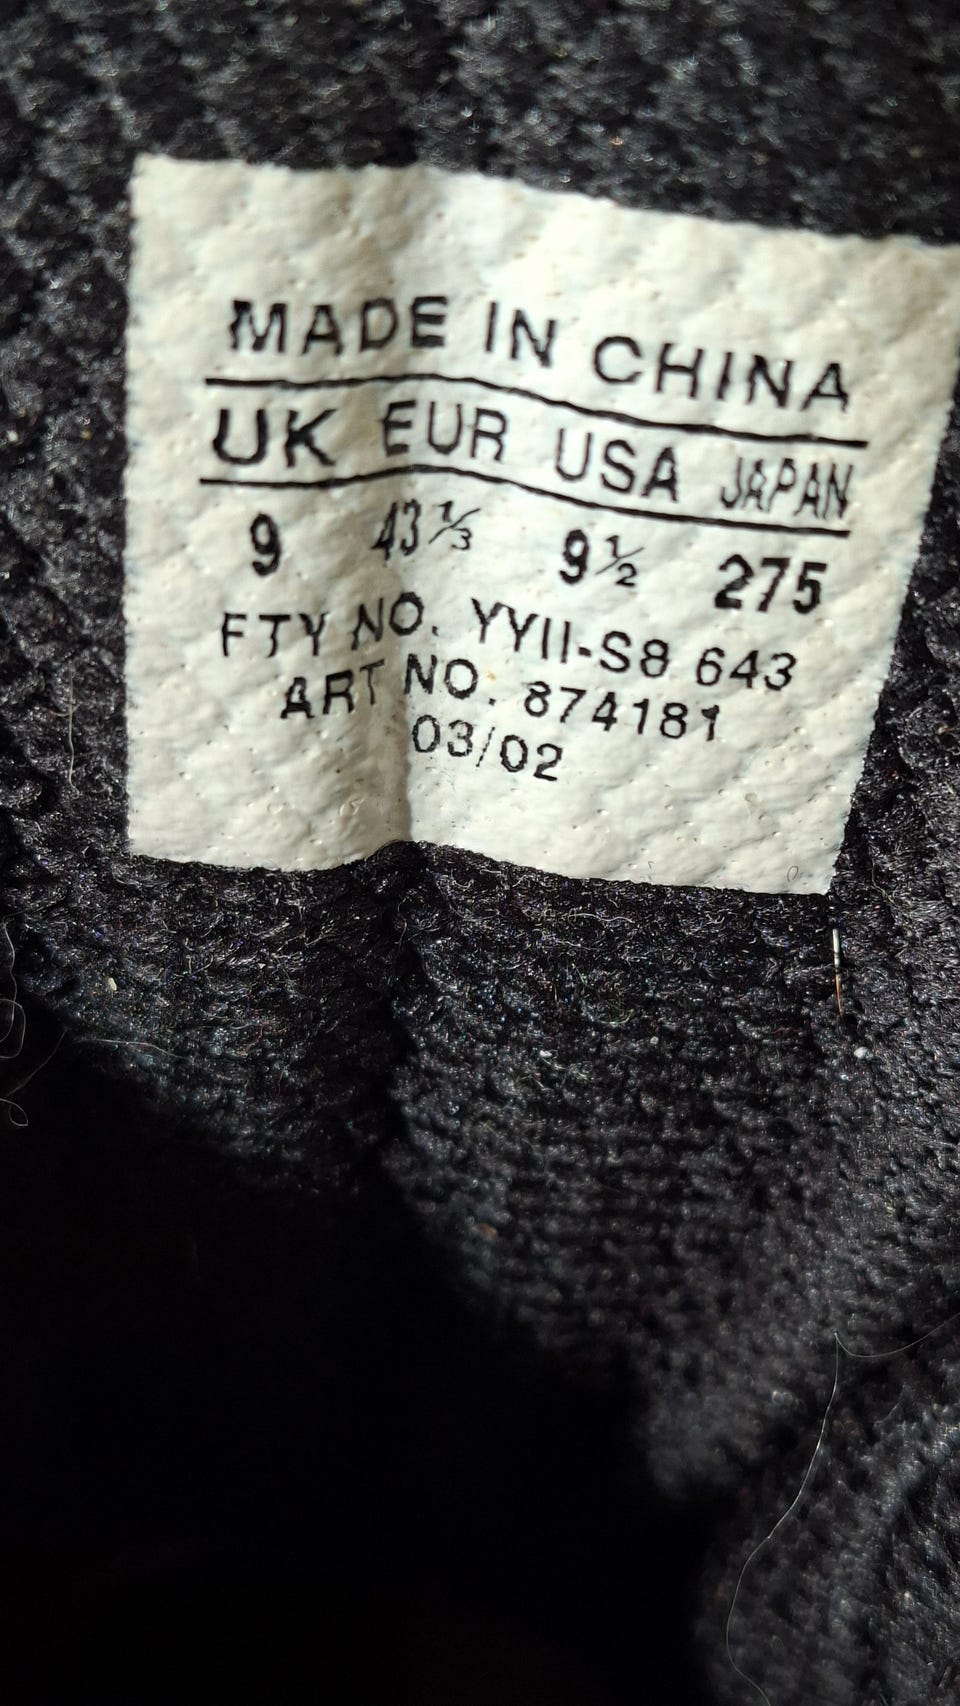 MADE IN CHINA
UK EUR USA JAPAN
9 43⅓ 9½ 275
FTY NO. YYII-S8 643
ART NO. 874181
03/02